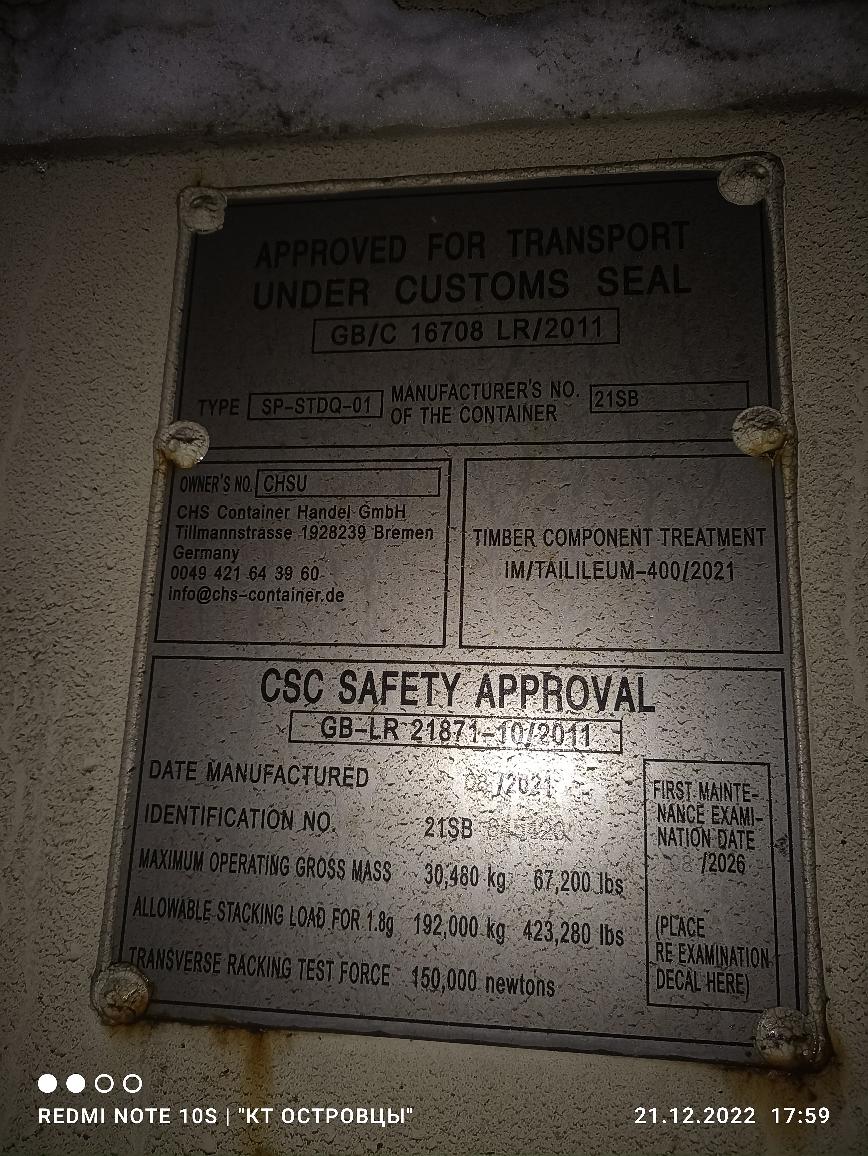 APPROVED FOR TRANSPORT
UNDER CUSTOMS SEAL
GB/C 16708 LR/2011
TYPE SP-STDQ-01 MANUFACTURER'S NO. OF THE CONTAINER 21SB
OWNER'S NO. CHSU
CHS Container Handel GmbH
Tillmannstrasse 1928239 Bremen
Germany
0049 421 64 39 60
info@chs-container.de
TIMBER COMPONENT TREATMENT
IM/TAILILEUM-400/2021
CSC SAFETY APPROVAL
GB-LR 21871-10/2011
DATE MANUFACTURED /2021
IDENTIFICATION NO. 21SB
MAXIMUM OPERATING GROSS MASS 30,480 kg 67,200 lbs
ALLOWABLE STACKING LOAD FOR 1.8g 192,000 kg 423,280 lbs
TRANSVERSE RACKING TEST FORCE 150,000 newtons
FIRST MAINTE-
NANCE EXAMI-
NATION DATE
/2026
(PLACE
RE EXAMINATION
DECAL HERE)
REDMI NOTE 10S | "КТ ОСТРОВЦЫ"
21.12.2022 17:59